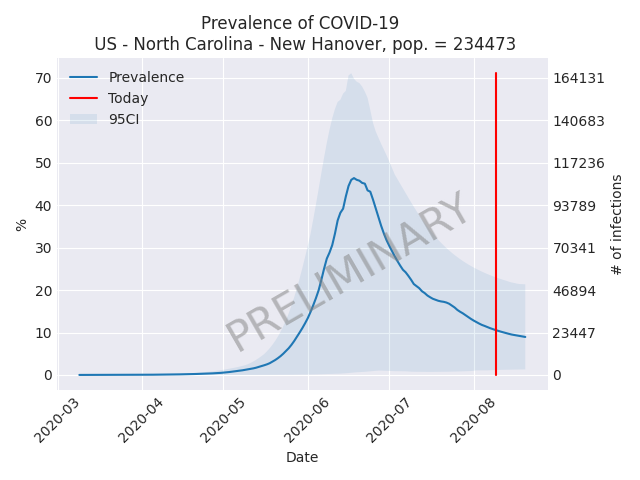 Prevalence of COVID-19
US - North Carolina - New Hanover, pop. = 234473
Prevalence
Today
95CI
70
60
50
40
30
20
10
0
%
164131
140683
117236
93789
70341
46894
23447
0
# of infections
PRELIMINARY
2020-03
2020-04
2020-05
2020-06
2020-07
2020-08
Date